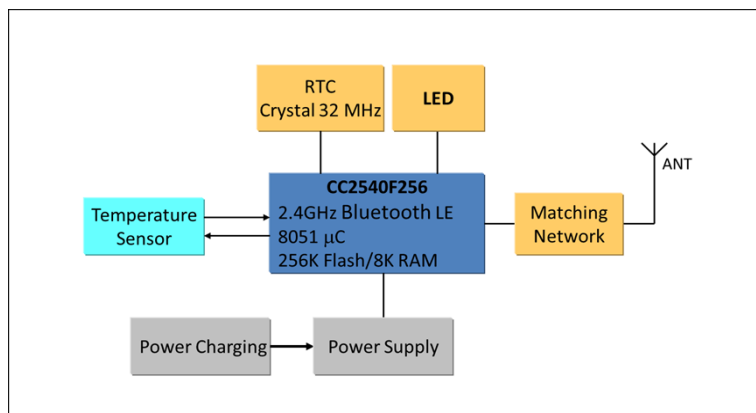 RTC
Crystal 32 MHz
LED
ANT
CC2540F256
2.4GHz Bluetooth LE
8051 µC
256K Flash/8K RAM
Temperature
Sensor
Matching
Network
Power Charging
Power Supply